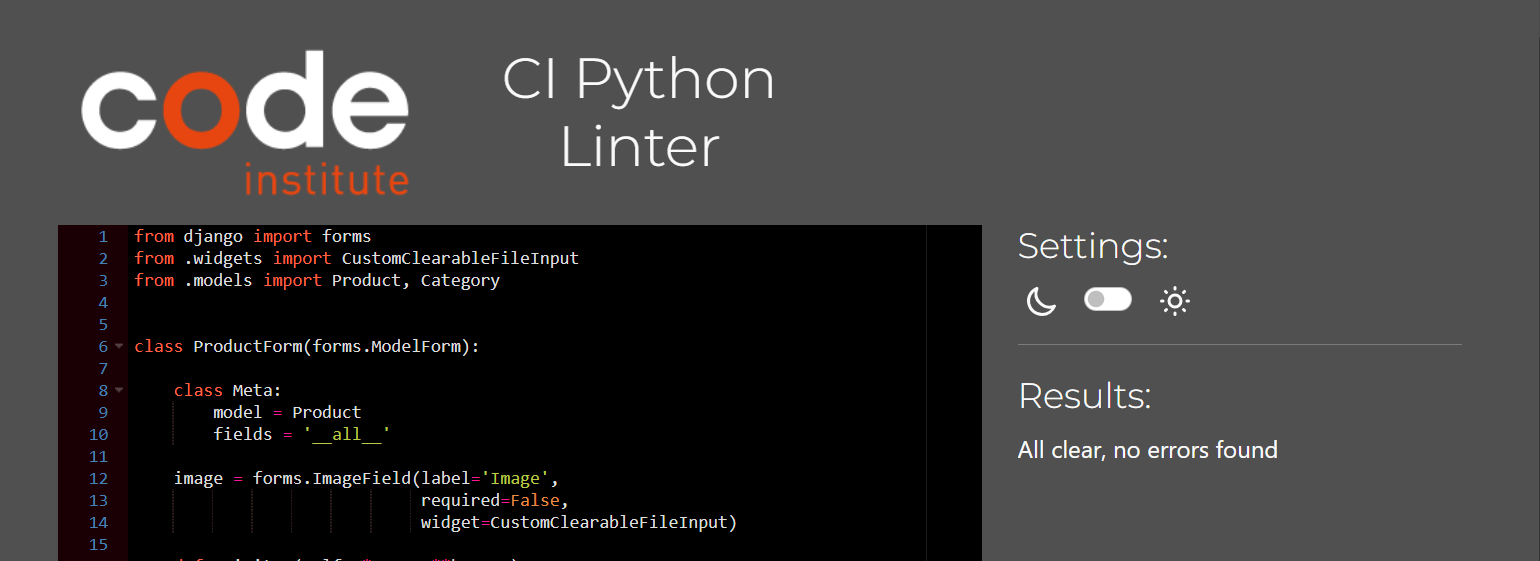 code
institute
CI Python
Linter
1 from django import forms
2 from .widgets import CustomClearableFileInput
3 from .models import Product, Category
4
5
6 class ProductForm(forms.ModelForm):
7
8     class Meta:
9         model = Product
10         fields = '__all__'
11
12     image = forms.ImageField(label='Image',
13                              required=False,
14                              widget=CustomClearableFileInput)
15
Settings:
Results:
All clear, no errors found